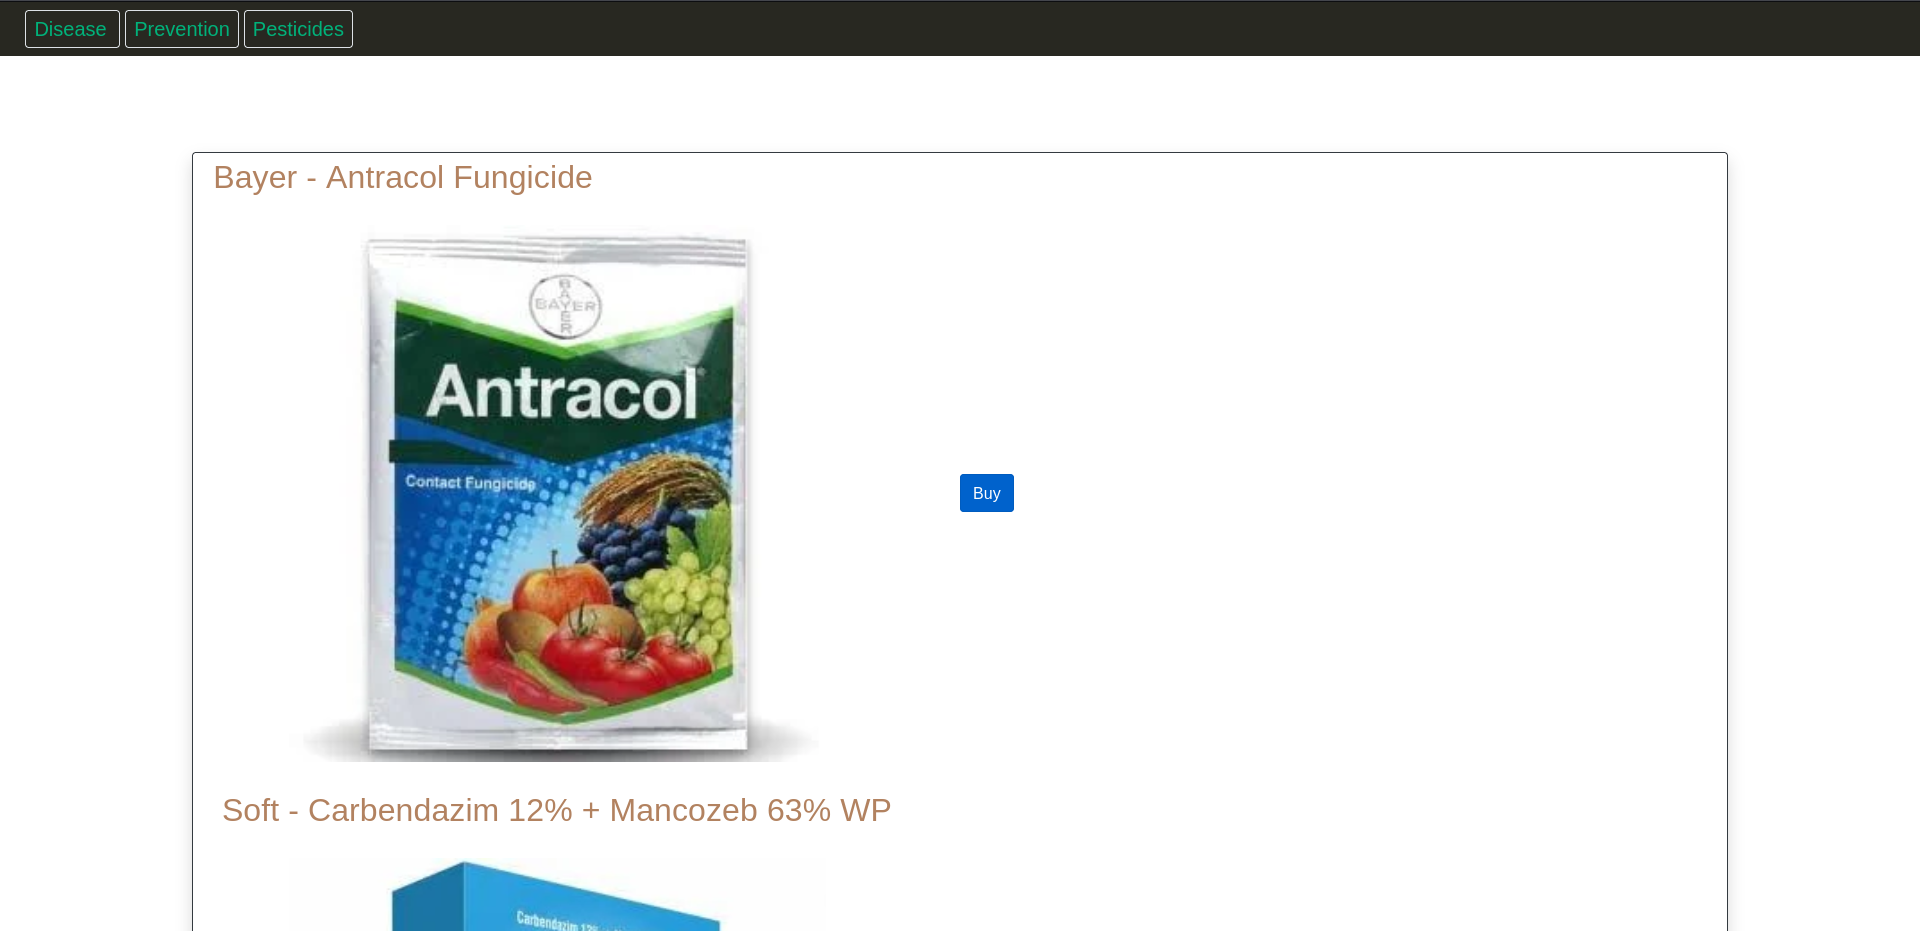 Disease
Prevention
Pesticides
Bayer - Antracol Fungicide
BAYER
BAYER
Antracol
Contact Fungicide
Buy
Soft - Carbendazim 12% + Mancozeb 63% WP
Carbendazim 12%